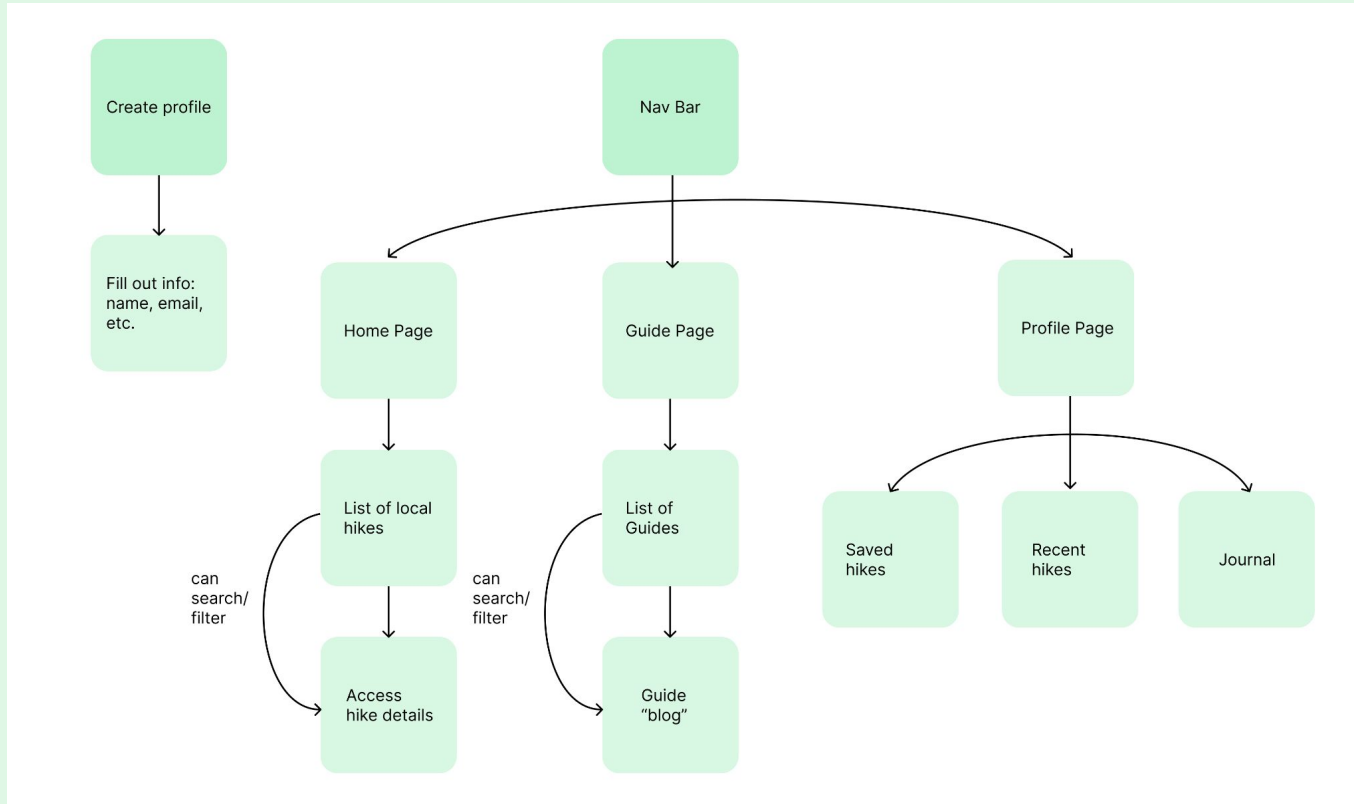 Create profile
Nav Bar
Fill out info:
name, email,
etc.
Home Page
Guide Page
Profile Page
List of local
hikes
List of
Guides
can
search/
filter
can
search/
filter
Saved
hikes
Recent
hikes
Journal
Access
hike details
Guide
“blog”